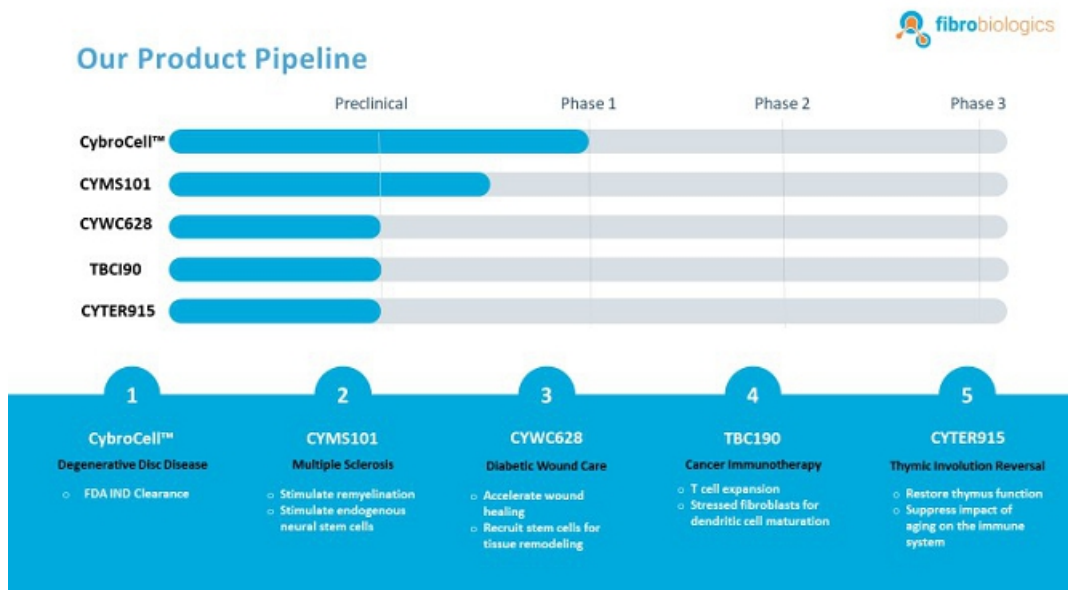 fibrobiologics
Our Product Pipeline
Preclinical Phase 1 Phase 2 Phase 3
CybroCell™
CYMS101
CYWC628
TBCI90
CYTER915
1
CybroCell™
Degenerative Disc Disease
○ FDA IND Clearance
2
CYMS101
Multiple Sclerosis
○ Stimulate remyelination
○ Stimulate endogenous
neural stem cells
3
CYWC628
Diabetic Wound Care
○ Accelerate wound
healing
○ Recruit stem cells for
tissue remodeling
4
TBC190
Cancer Immunotherapy
○ T cell expansion
○ Stressed fibroblasts for
dendritic cell maturation
5
CYTER915
Thymic Involution Reversal
○ Restore thymus function
○ Suppress impact of
aging on the immune
system